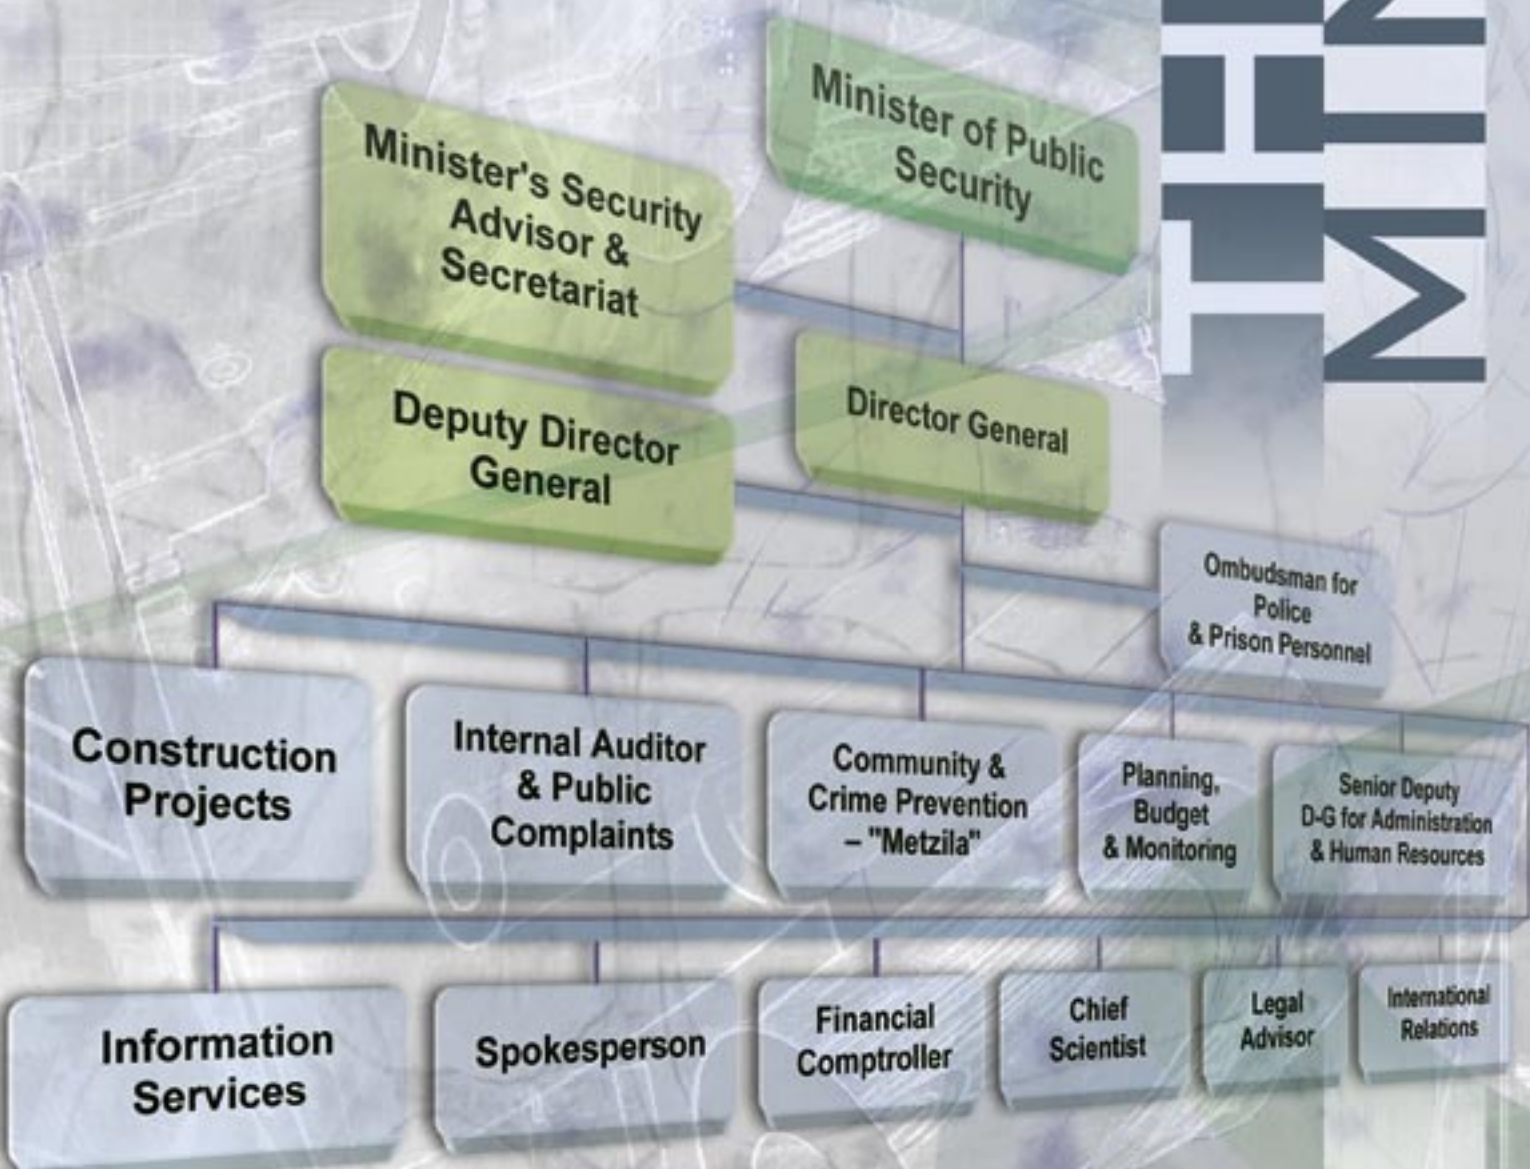 TH
MIN
Minister of Public
Security
Minister's Security
Advisor &
Secretariat
Director General
Deputy Director
General
Ombudsman for
Police
& Prison Personnel
Construction
Projects
Internal Auditor
& Public
Complaints
Community &
Crime Prevention
– "Metzila"
Planning,
Budget
& Monitoring
Senior Deputy
D-G for Administration
& Human Resources
Information
Services
Spokesperson
Financial
Comptroller
Chief
Scientist
Legal
Advisor
International
Relations